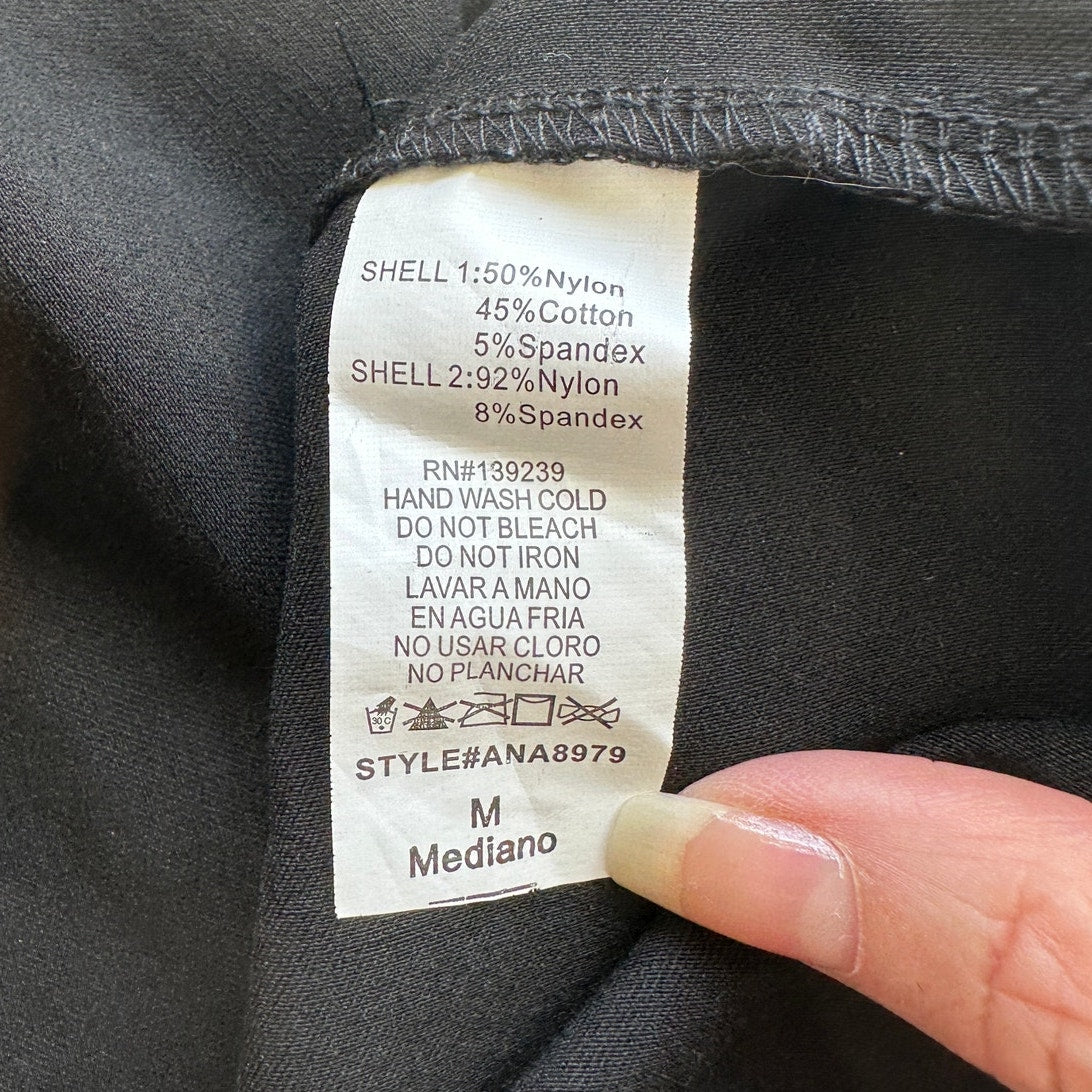 SHELL 1:50%Nylon
45%Cotton
5%Spandex
SHELL 2:92%Nylon
8%Spandex
RN#139239
HAND WASH COLD
DO NOT BLEACH
DO NOT IRON
LAVAR A MANO
EN AGUA FRIA
NO USAR CLORO
NO PLANCHAR
30 C
STYLE#ANA8979
M
Mediano